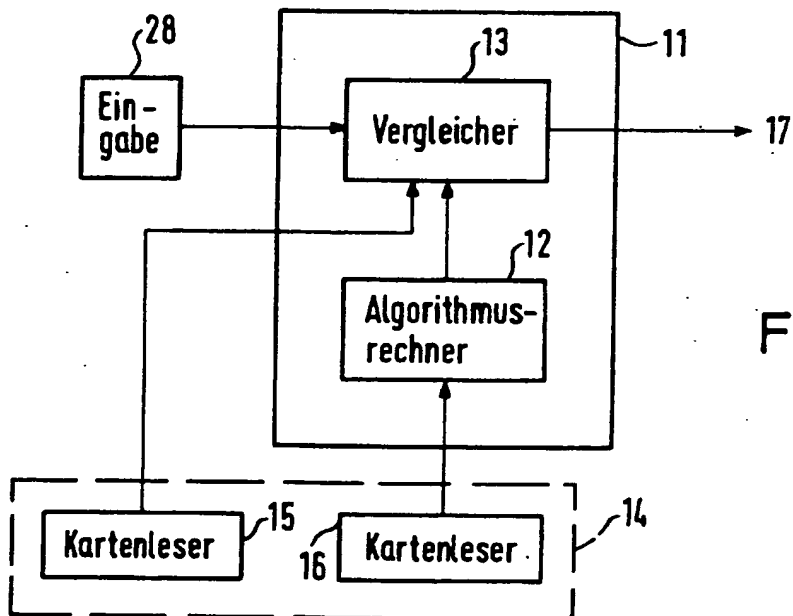 28
Ein-
gabe
13
Vergleicher
11
17
12
Algorithmus-
rechner
F
Kartenleser
15
16
Kartenleser
14